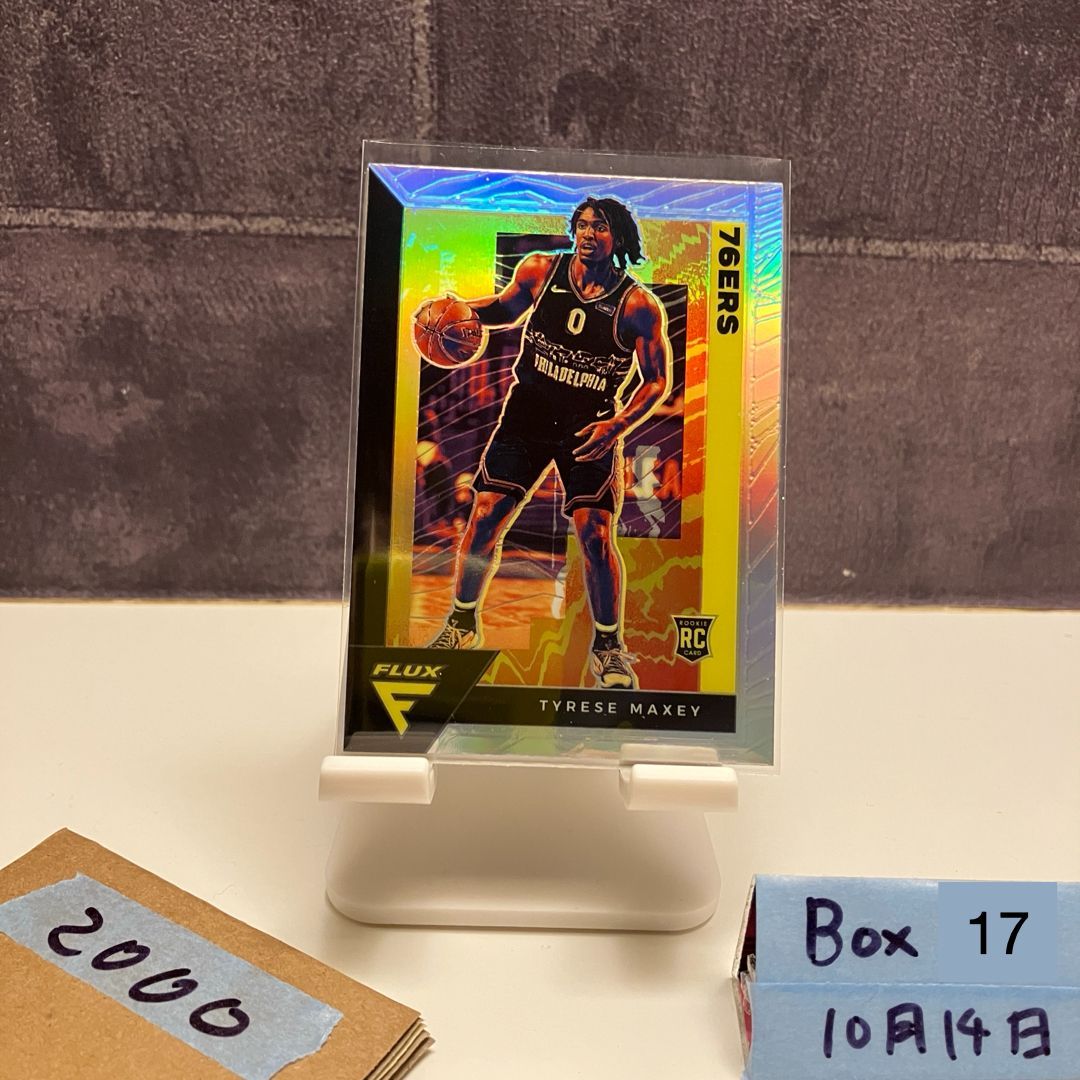 76ERS
0
PHILADELPHIA
ROOKIE
RC
CARD
FLUX
TYRESE MAXEY
2000
Box 17
10月14日